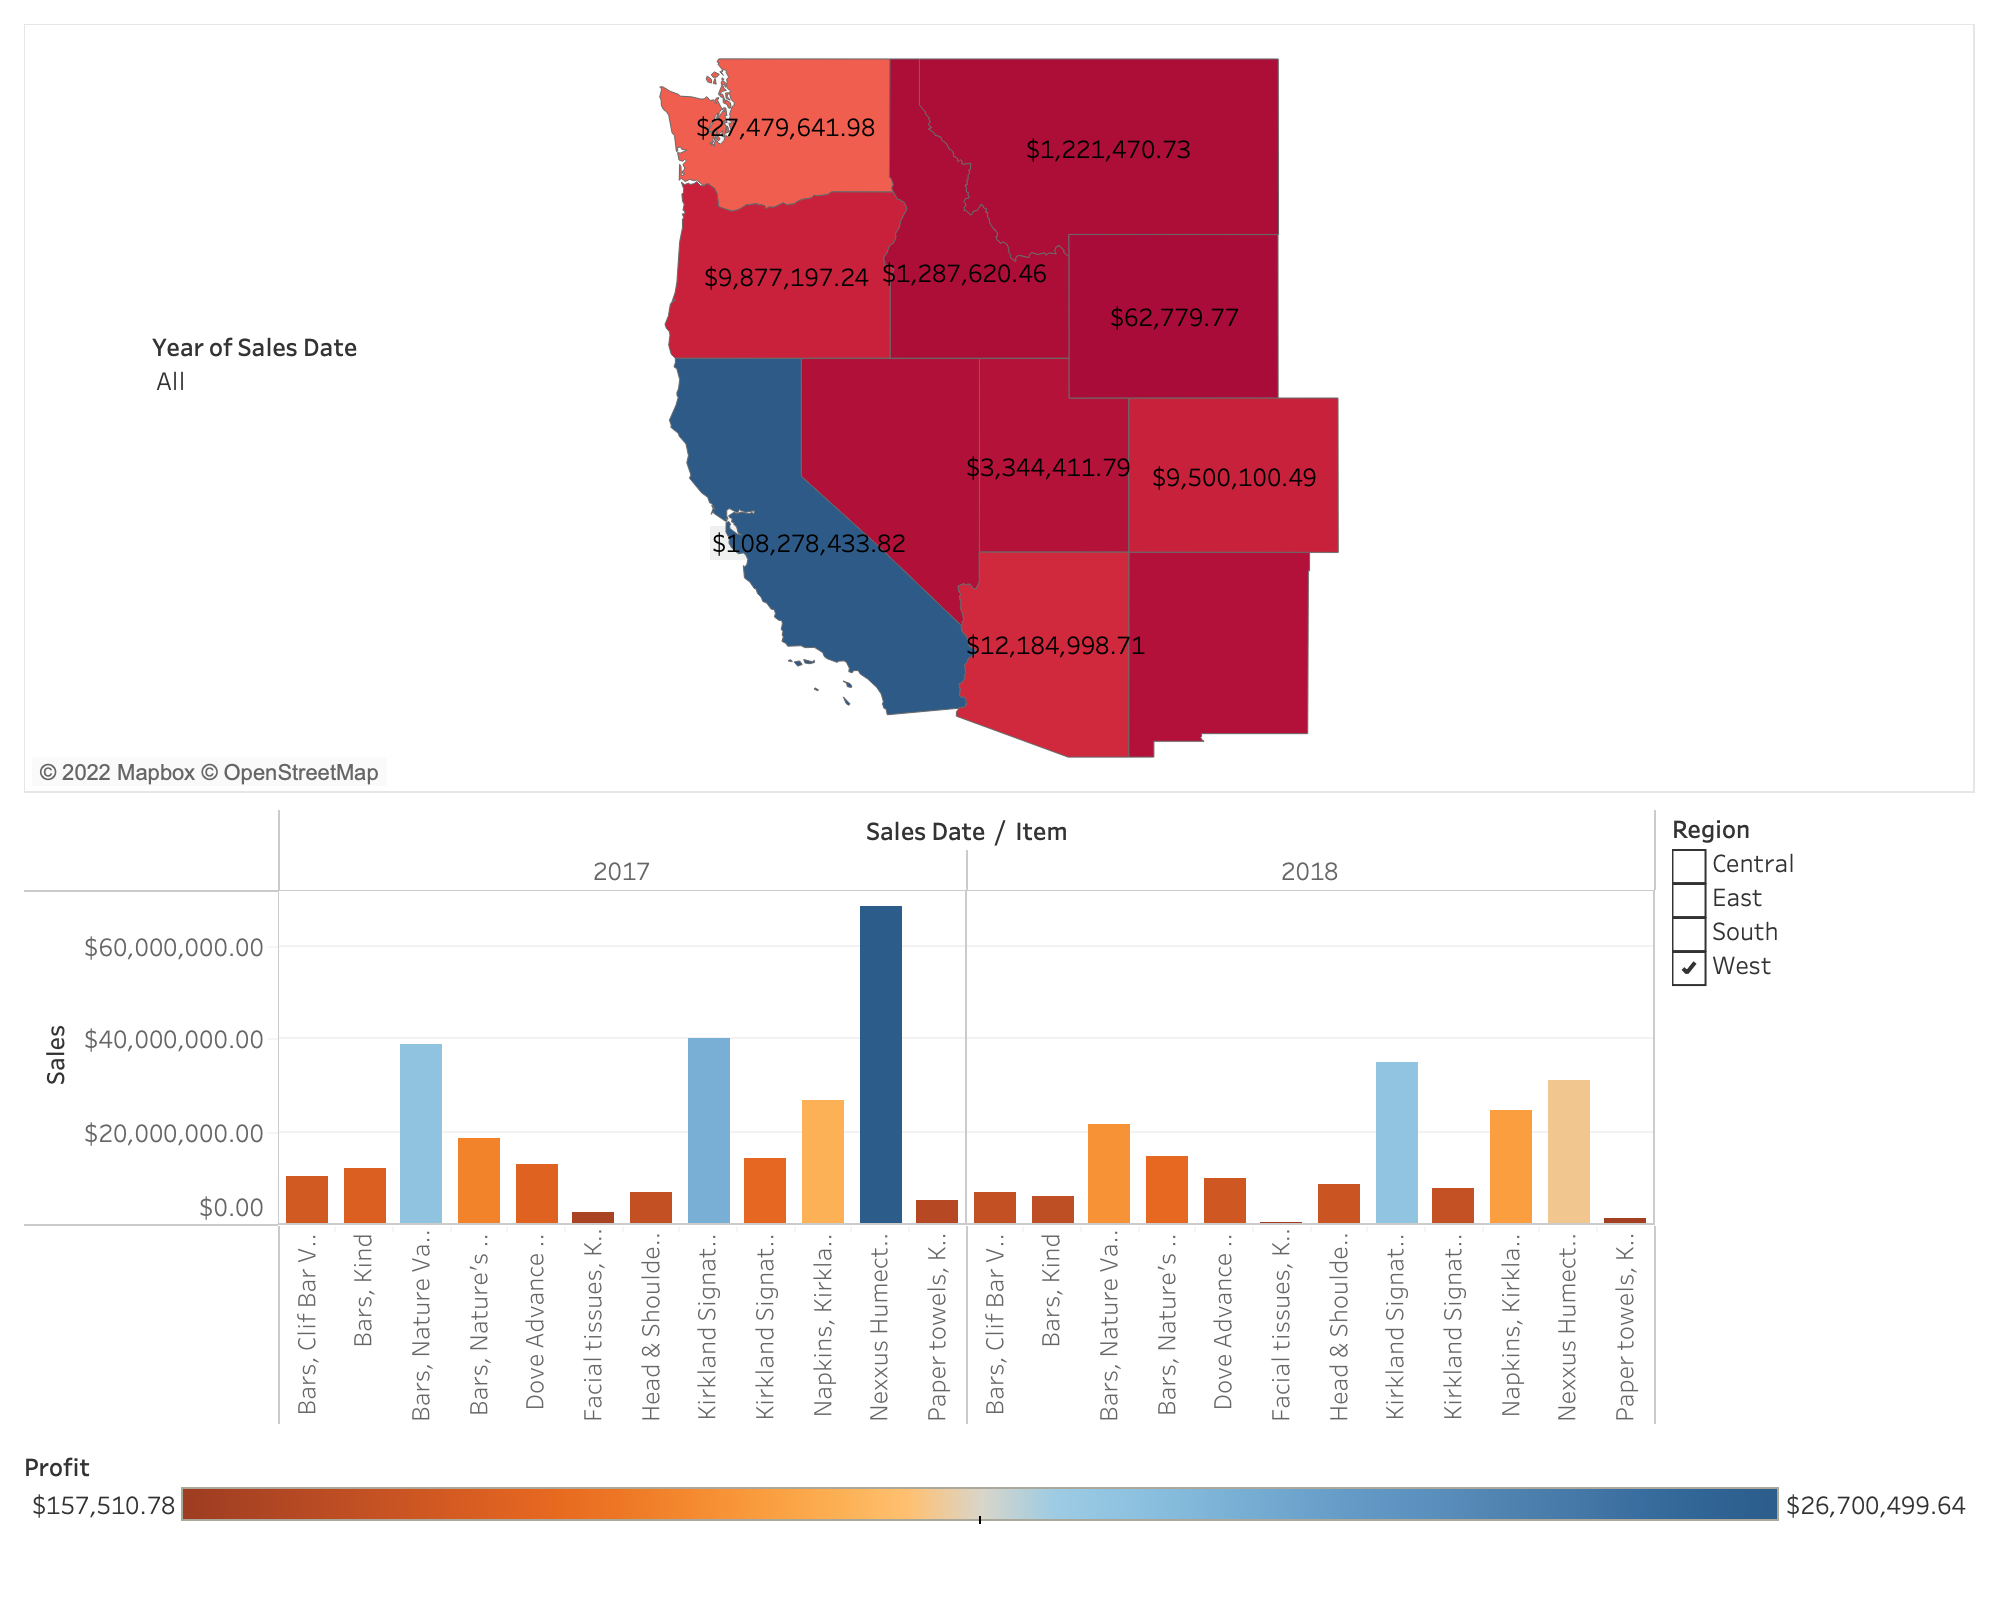 $27,479,641.98
$1,221,470.73
$9,877,197.24
$1,287,620.46
$62,779.77
Year of Sales Date
All
$3,344,411.79
$9,500,100.49
$108,278,433.82
$12,184,998.71
© 2022 Mapbox © OpenStreetMap
Sales Date / Item
2017
2018
Region
Central
East
South
West
Sales
$60,000,000.00
$40,000,000.00
$20,000,000.00
$0.00
Bars, Clif Bar V..
Bars, Kind
Bars, Nature Va..
Bars, Nature’s ..
Dove Advance ..
Facial tissues, K..
Head & Shoulde..
Kirkland Signat..
Kirkland Signat..
Napkins, Kirkla..
Nexxus Humect..
Paper towels, K..
Bars, Clif Bar V..
Bars, Kind
Bars, Nature Va..
Bars, Nature’s ..
Dove Advance ..
Facial tissues, K..
Head & Shoulde..
Kirkland Signat..
Kirkland Signat..
Napkins, Kirkla..
Nexxus Humect..
Paper towels, K..
Profit
$157,510.78
$26,700,499.64